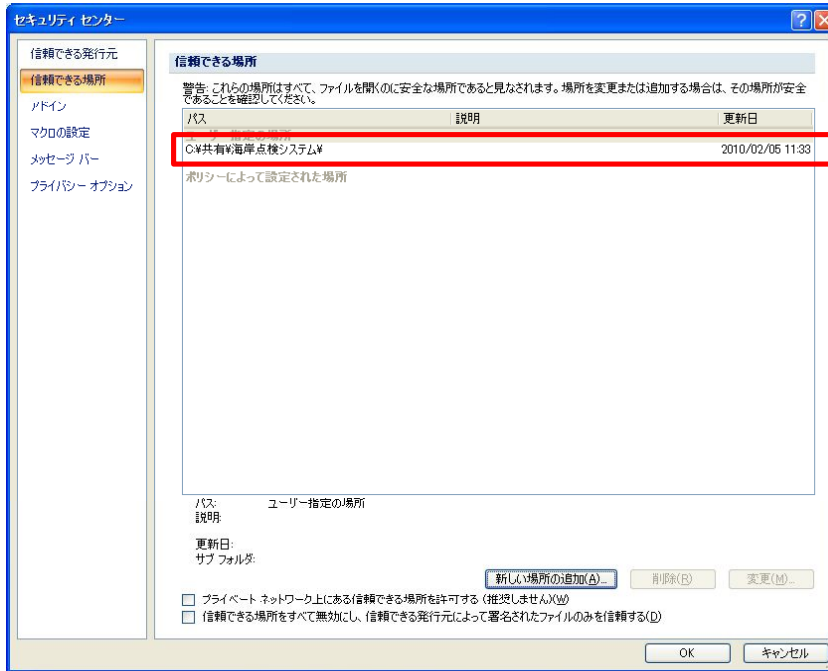 セキュリティ センター
信頼できる発行元
信頼できる場所
アドイン
マクロの設定
メッセージ バー
プライバシー オプション
信頼できる場所
警告: これらの場所はすべて、ファイルを開くのに安全な場所であると見なされます。場所を変更または追加する場合は、その場所が安全
であることを確認してください。
パス 説明 更新日
ユーザー指定の場所
C:¥共有¥海岸点検システム¥ 2010/02/05 11:33
ポリシーによって設定された場所
パス: ユーザー指定の場所
説明:
更新日:
サブ フォルダ:
新しい場所の追加(A)... 削除(R) 変更(M)...
プライベート ネットワーク上にある信頼できる場所を許可する (推奨しません)(W)
信頼できる場所をすべて無効にし、信頼できる発行元によって署名されたファイルのみを信頼する(D)
OK キャンセル